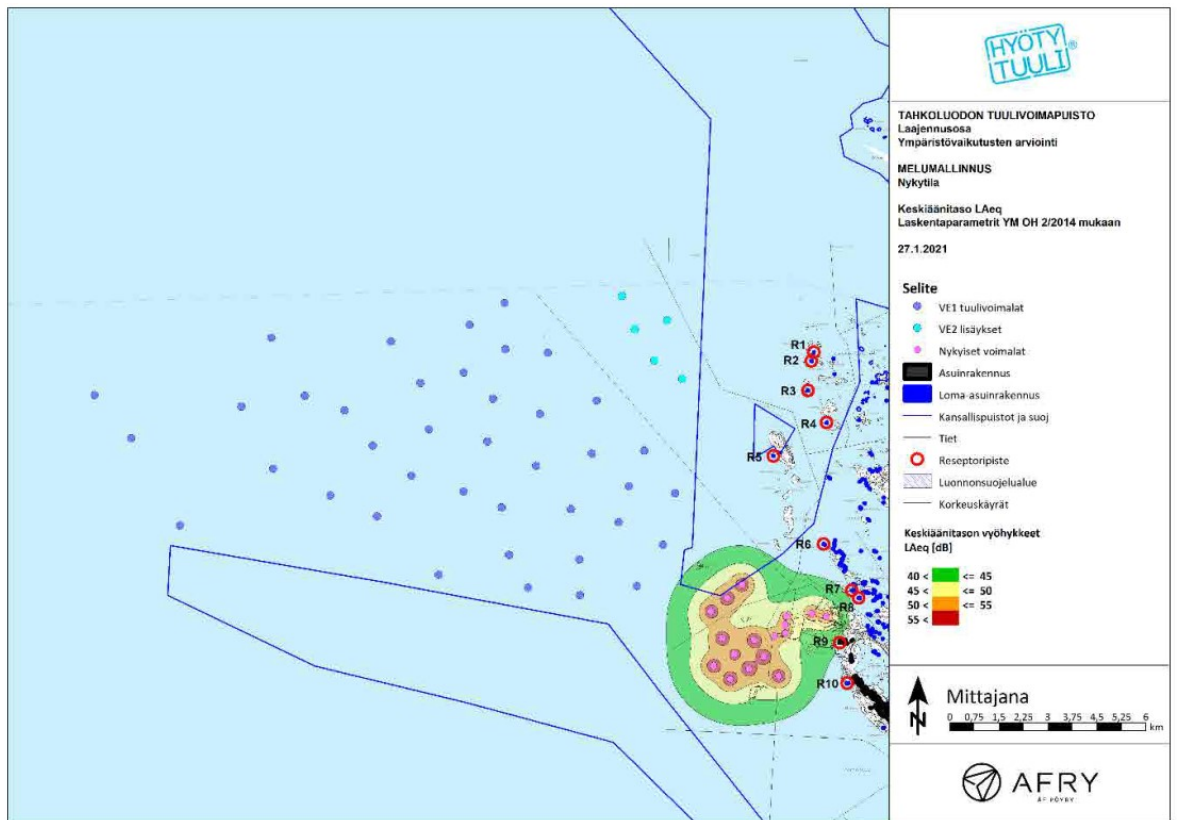 R1
R2
R3
R4
R5
R6
R7
R8
R9
R10
HYÖTY
TUULI®
TAHKOLUODON TUULIVOIMAPUISTO
Laajennusosa
Ympäristövaikutusten arviointi
MELUMALLINNUS
Nykytila
Keskiäänitaso LAeq
Laskentaparametrit YM OH 2/2014 mukaan
27.1.2021
Selite
VE1 tuulivoimalat
VE2 lisäykset
Nykyiset voimalat
Asuinrakennus
Loma-asuinrakennus
Kansallispuistot ja suoj
Tiet
Reseptoripiste
Luonnonsuojelualue
Korkeuskäyrät
Keskiäänitason vyöhykkeet
LAeq [dB]
40 < <= 45
45 < <= 50
50 < <= 55
55 <
N
Mittajana
0 0,75 1,5 2,25 3 3,75 4,5 5,25 6
km
AFRY
ÅF PÖYRY